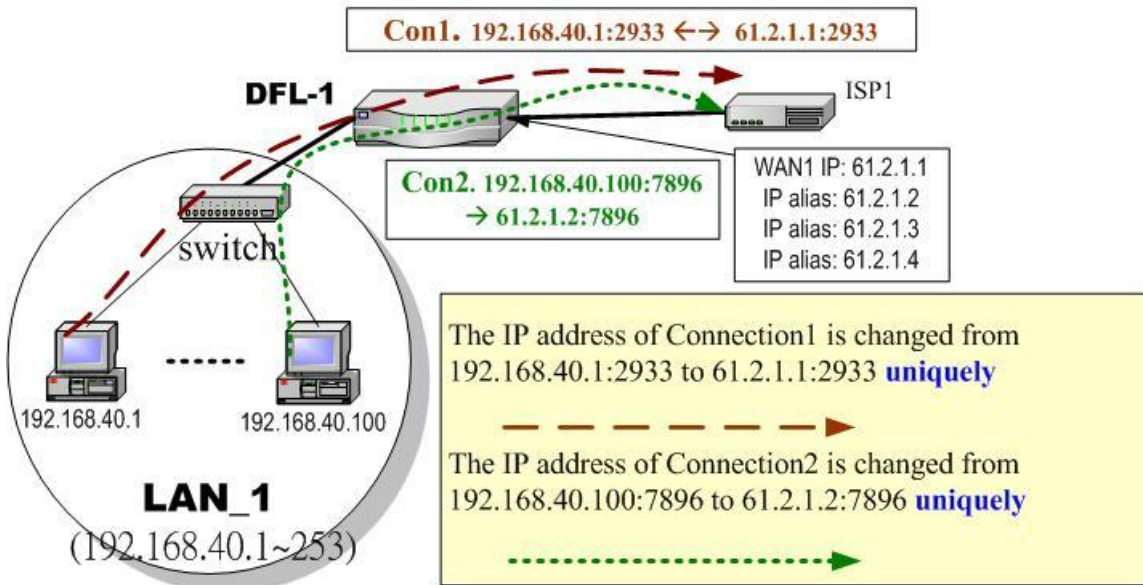 Con1. 192.168.40.1:2933 ←→ 61.2.1.1:2933
DFL-1
ISP1
Con2. 192.168.40.100:7896
→ 61.2.1.2:7896
WAN1 IP: 61.2.1.1
IP alias: 61.2.1.2
IP alias: 61.2.1.3
IP alias: 61.2.1.4
switch
192.168.40.1
192.168.40.100
LAN_1
(192.168.40.1~253)
The IP address of Connection1 is changed from
192.168.40.1:2933 to 61.2.1.1:2933 uniquely
The IP address of Connection2 is changed from
192.168.40.100:7896 to 61.2.1.2:7896 uniquely